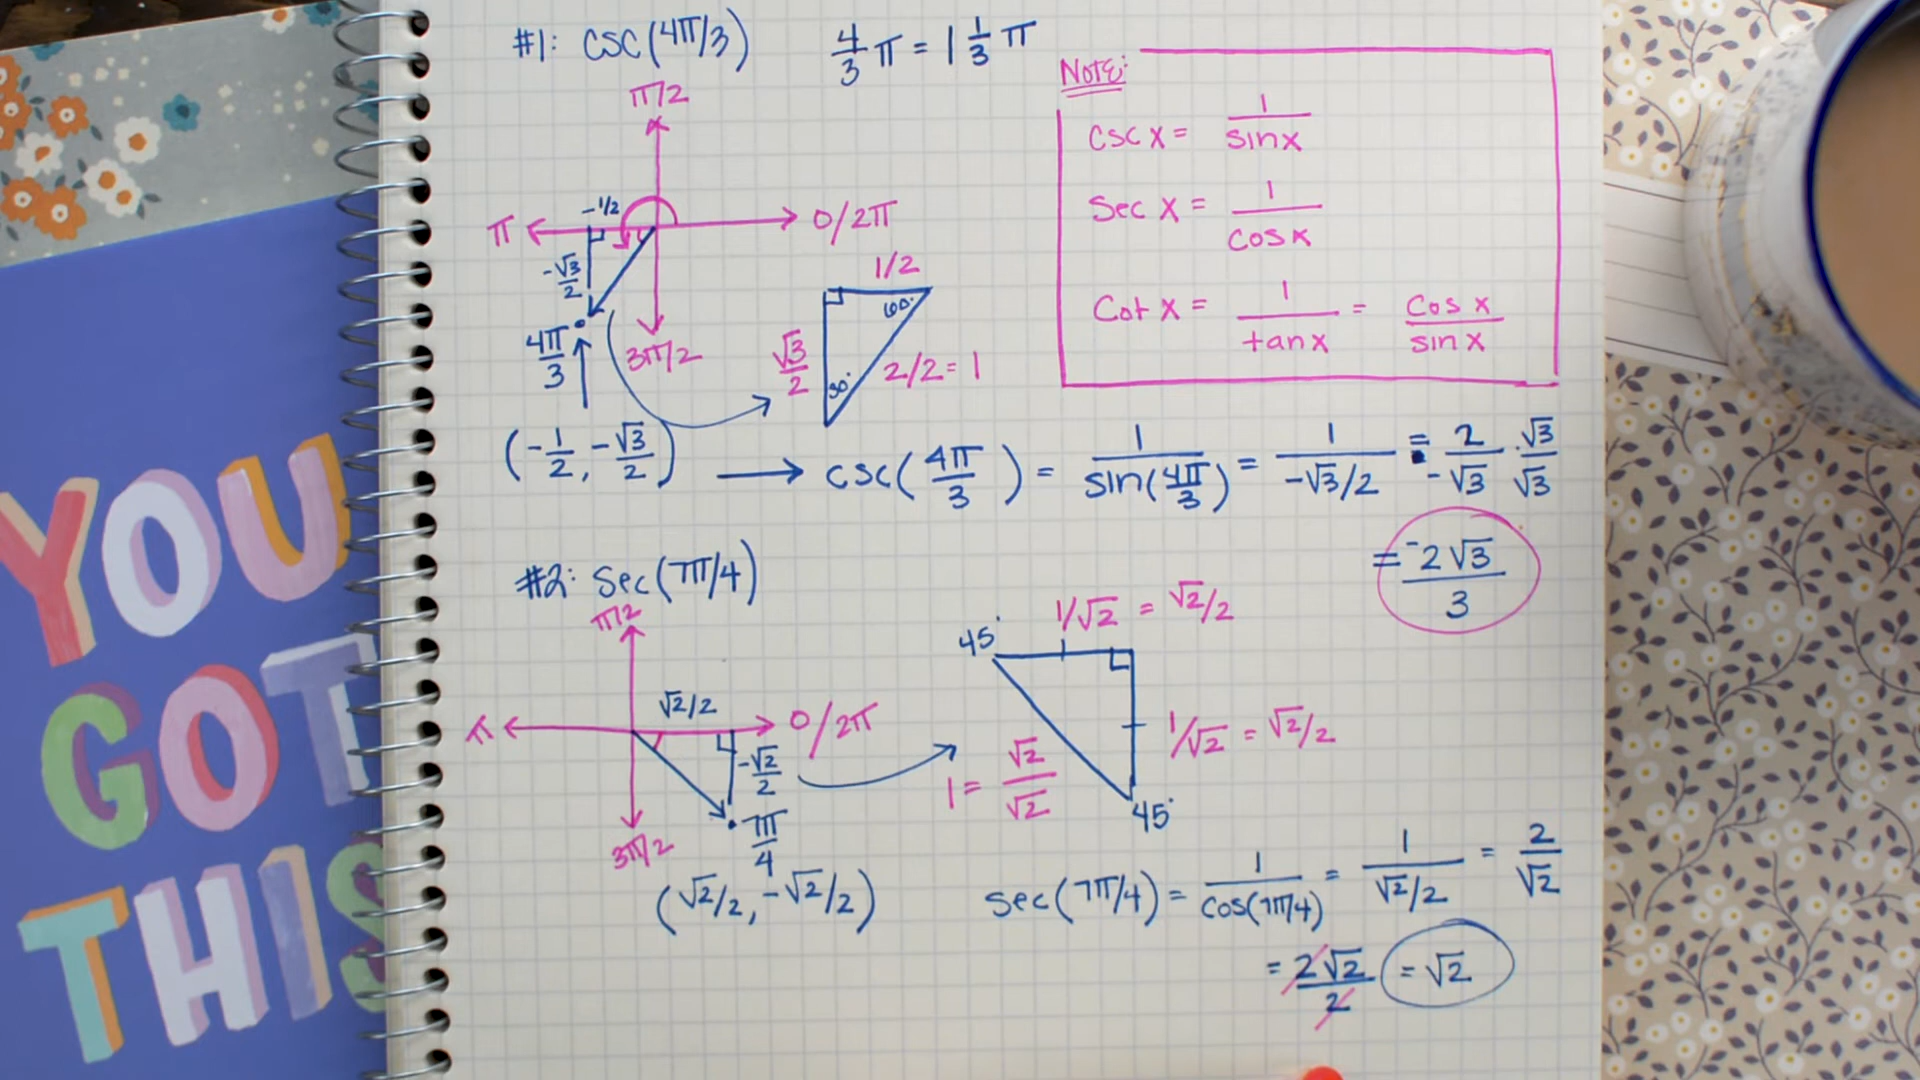 YOU
GOT
THIS
#1: csc(4π/3)
4/3 π = 1 1/3 π
π/2
-1/2
π
0/2π
-√3/2
4π/3
3π/2
(-1/2, -√3/2)
1/2
60°
√3/2
30°
2/2 = 1
NOTE:
csc x = 1/sin x
sec x = 1/cos x
cot x = 1/tan x = cos x/sin x
→ csc(4π/3) = 1/sin(4π/3) = 1/-√3/2 = 2/-√3 · √3/√3
= -2√3/3
#2: sec(7π/4)
π/2
√2/2
π
0/2π
-√2/2
7π/4
3π/2
(√2/2, -√2/2)
45°
1/√2 = √2/2
1/√2 = √2/2
1 = √2/√2
45°
sec(7π/4) = 1/cos(7π/4) = 1/√2/2 = 2/√2
= 2√2/2 = √2